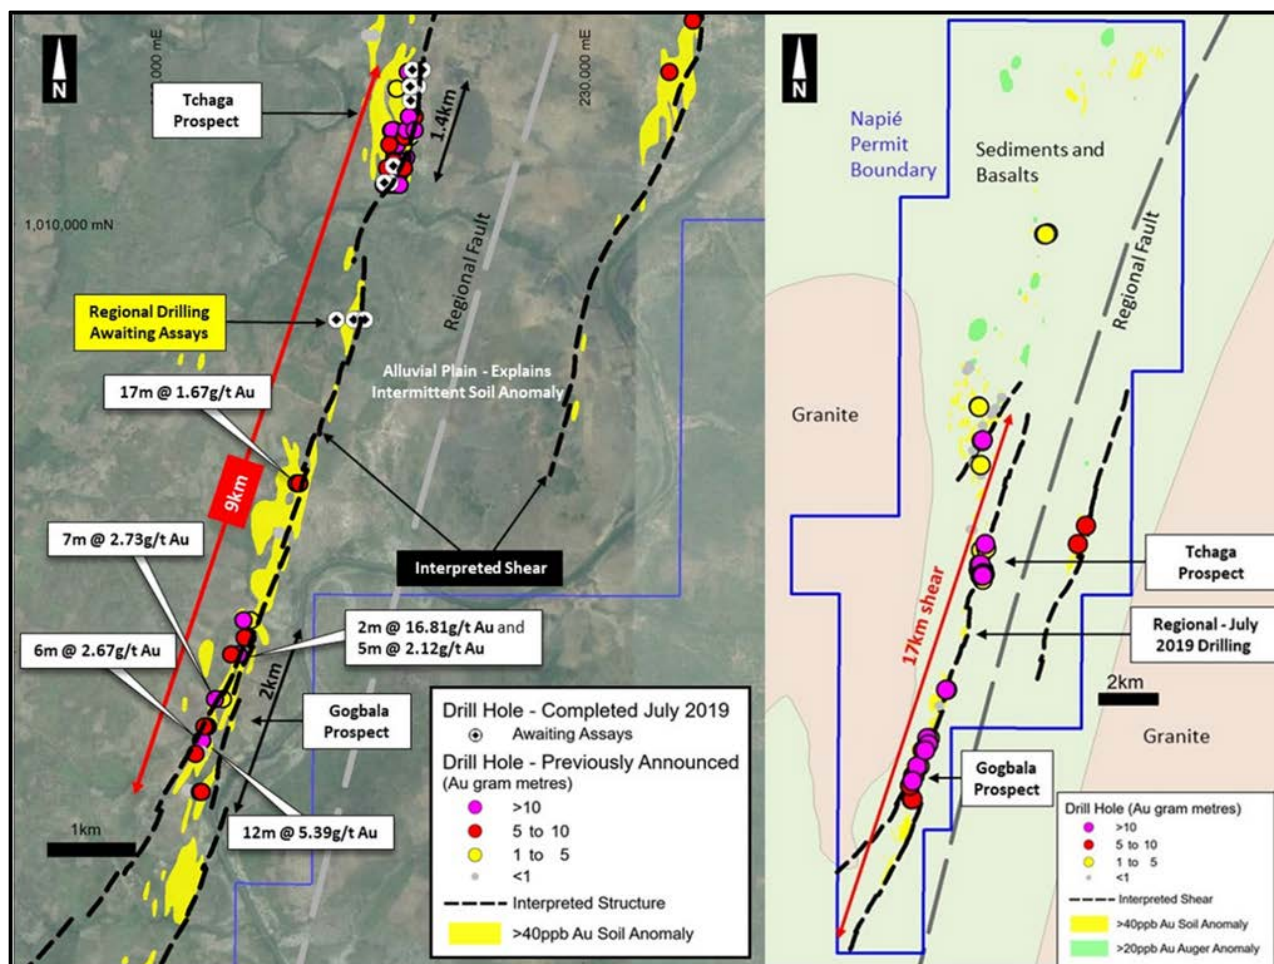 N
mE
230,000 mE
Tchaga
Prospect
1.4km
1,010,000 mN
Regional Fault
Regional Drilling
Awaiting Assays
Alluvial Plain - Explains
Intermittent Soil Anomaly
17m @ 1.67g/t Au
9km
7m @ 2.73g/t Au
Interpreted Shear
2m @ 16.81g/t Au and
5m @ 2.12g/t Au
6m @ 2.67g/t Au
2km
Gogbala
Prospect
12m @ 5.39g/t Au
1km
Drill Hole - Completed July 2019
Awaiting Assays
Drill Hole - Previously Announced
(Au gram metres)
>10
5 to 10
1 to 5
<1
Interpreted Structure
>40ppb Au Soil Anomaly
N
Napié
Permit
Boundary
Sediments and
Basalts
Regional Fault
Granite
Tchaga
Prospect
17km shear
Regional - July
2019 Drilling
2km
Granite
Gogbala
Prospect
Drill Hole (Au gram metres)
>10
5 to 10
1 to 5
<1
Interpreted Shear
>40ppb Au Soil Anomaly
>20ppb Au Auger Anomaly